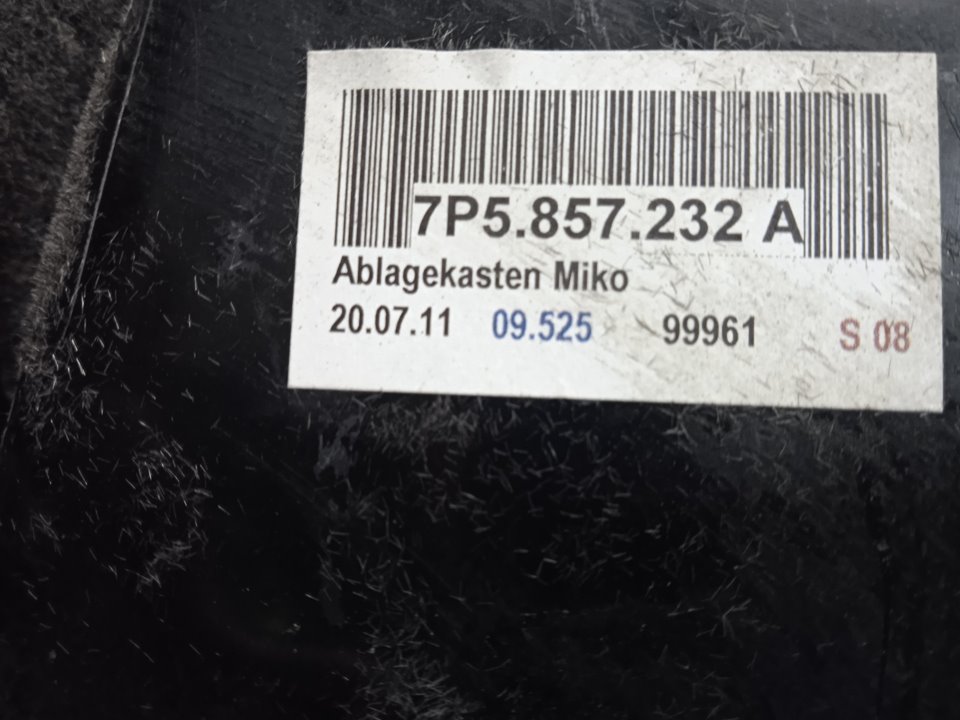 7P5.857.232 A
Ablagekasten Miko
20.07.11 09.525 99961 S 08